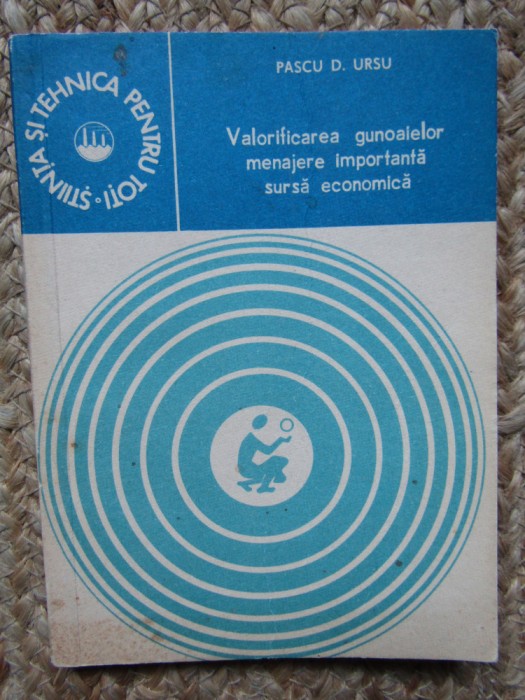 ȘTIINȚA ȘI TEHNICA PENTRU TOȚI
PASCU D. URSU
Valorificarea gunoaielor
menajere importantă
sursă economică